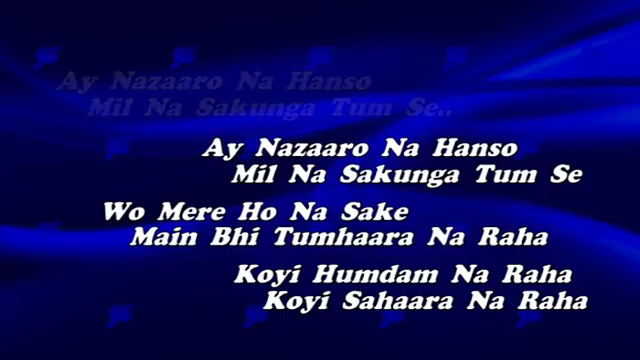 Ay Nazaaro Na Hanso
Mil Na Sakunga Tum Se..
Ay Nazaaro Na Hanso
Mil Na Sakunga Tum Se
Wo Mere Ho Na Sake
Main Bhi Tumhaara Na Raha
Koyi Humdam Na Raha
Koyi Sahaara Na Raha